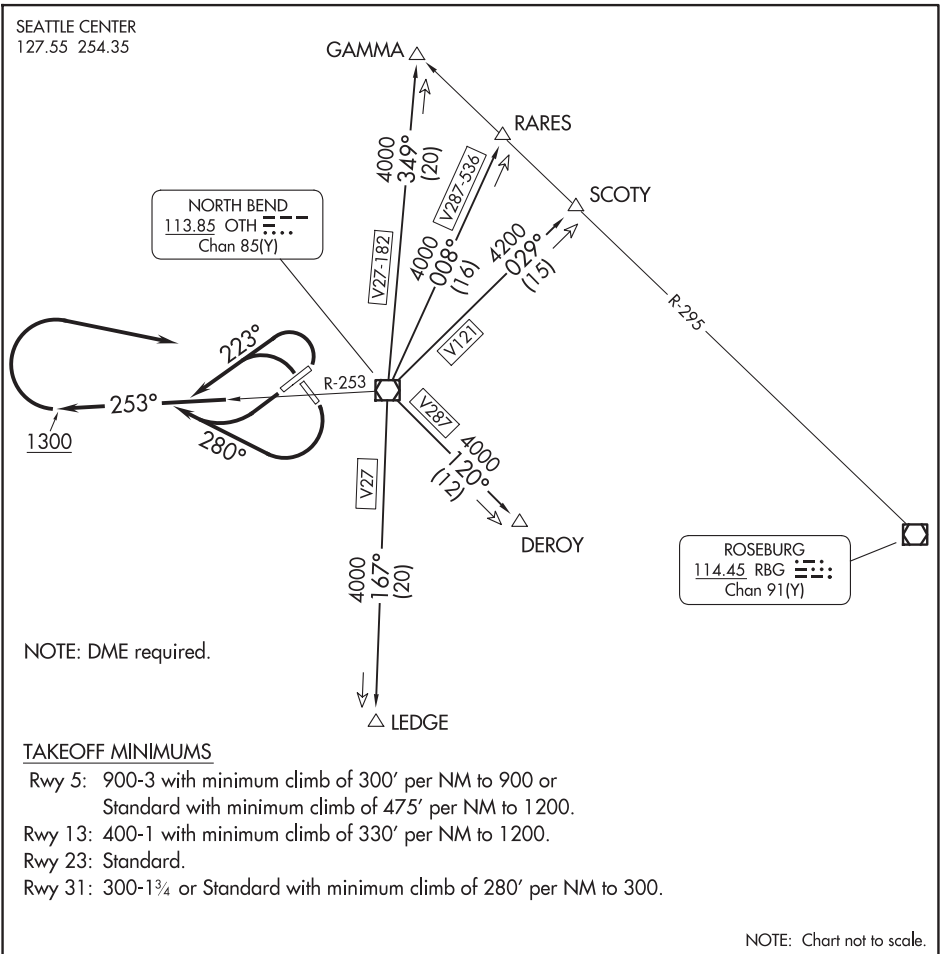 SEATTLE CENTER
127.55 254.35
GAMMA
RARES
SCOTY
4000
349°
(20)
V27-182
V287-536
4000
008°
(16)
4200
029°
(15)
V121
NORTH BEND
113.85 OTH
Chan 85(Y)
R-295
223°
R-253
253°
280°
1300
V287
4000
120°
(12)
DEROY
V27
4000
167°
(20)
LEDGE
ROSEBURG
114.45 RBG
Chan 91(Y)
NOTE: DME required.
TAKEOFF MINIMUMS
Rwy 5: 900-3 with minimum climb of 300' per NM to 900 or
Standard with minimum climb of 475' per NM to 1200.
Rwy 13: 400-1 with minimum climb of 330' per NM to 1200.
Rwy 23: Standard.
Rwy 31: 300-1¾ or Standard with minimum climb of 280' per NM to 300.
NOTE: Chart not to scale.